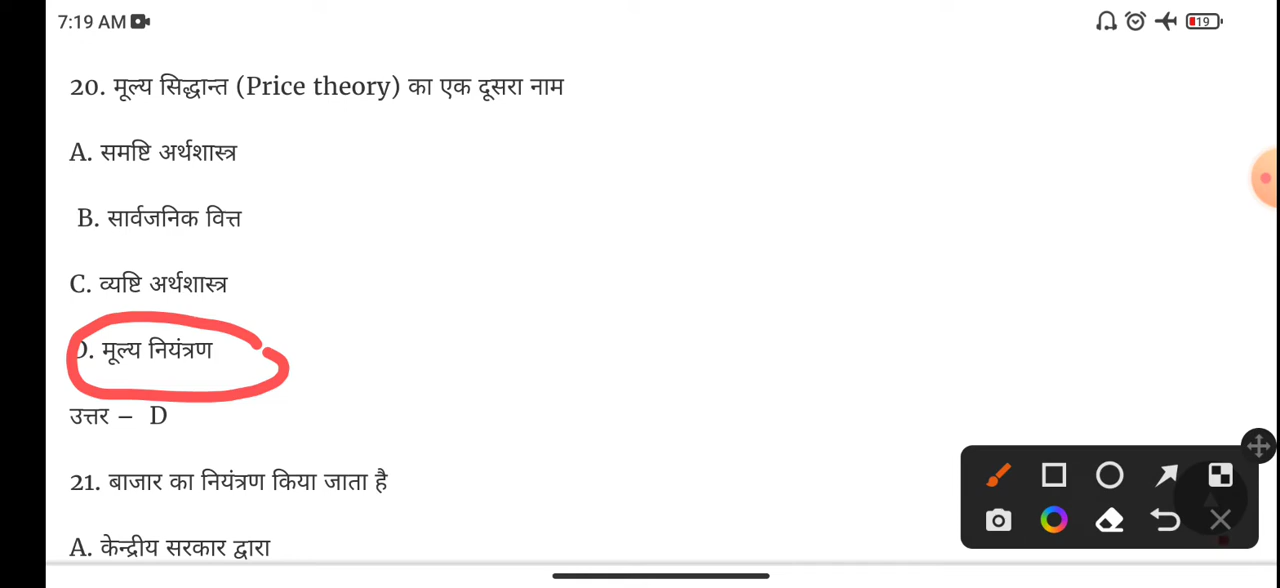 7:19 AM
19
20. मूल्य सिद्धान्त (Price theory) का एक दूसरा नाम
A. समष्टि अर्थशास्त्र
B. सार्वजनिक वित्त
C. व्यष्टि अर्थशास्त्र
D. मूल्य नियंत्रण
उत्तर – D
21. बाजार का नियंत्रण किया जाता है
A. केन्द्रीय सरकार द्वारा